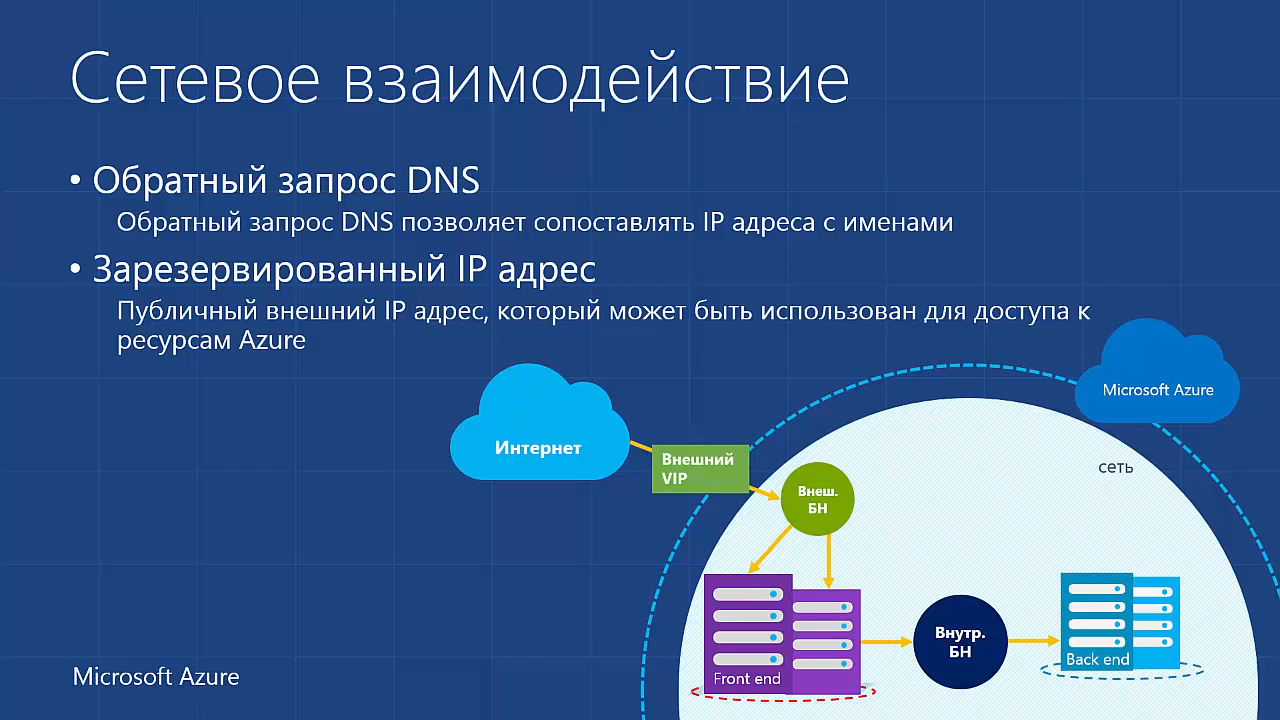 Сетевое взаимодействие
• Обратный запрос DNS
Обратный запрос DNS позволяет сопоставлять IP адреса с именами
• Зарезервированный IP адрес
Публичный внешний IP адрес, который может быть использован для доступа к
ресурсам Azure
Microsoft Azure
Интернет
Внешний
VIP
сеть
Внеш.
БН
Внутр.
БН
Back end
Front end
Microsoft Azure